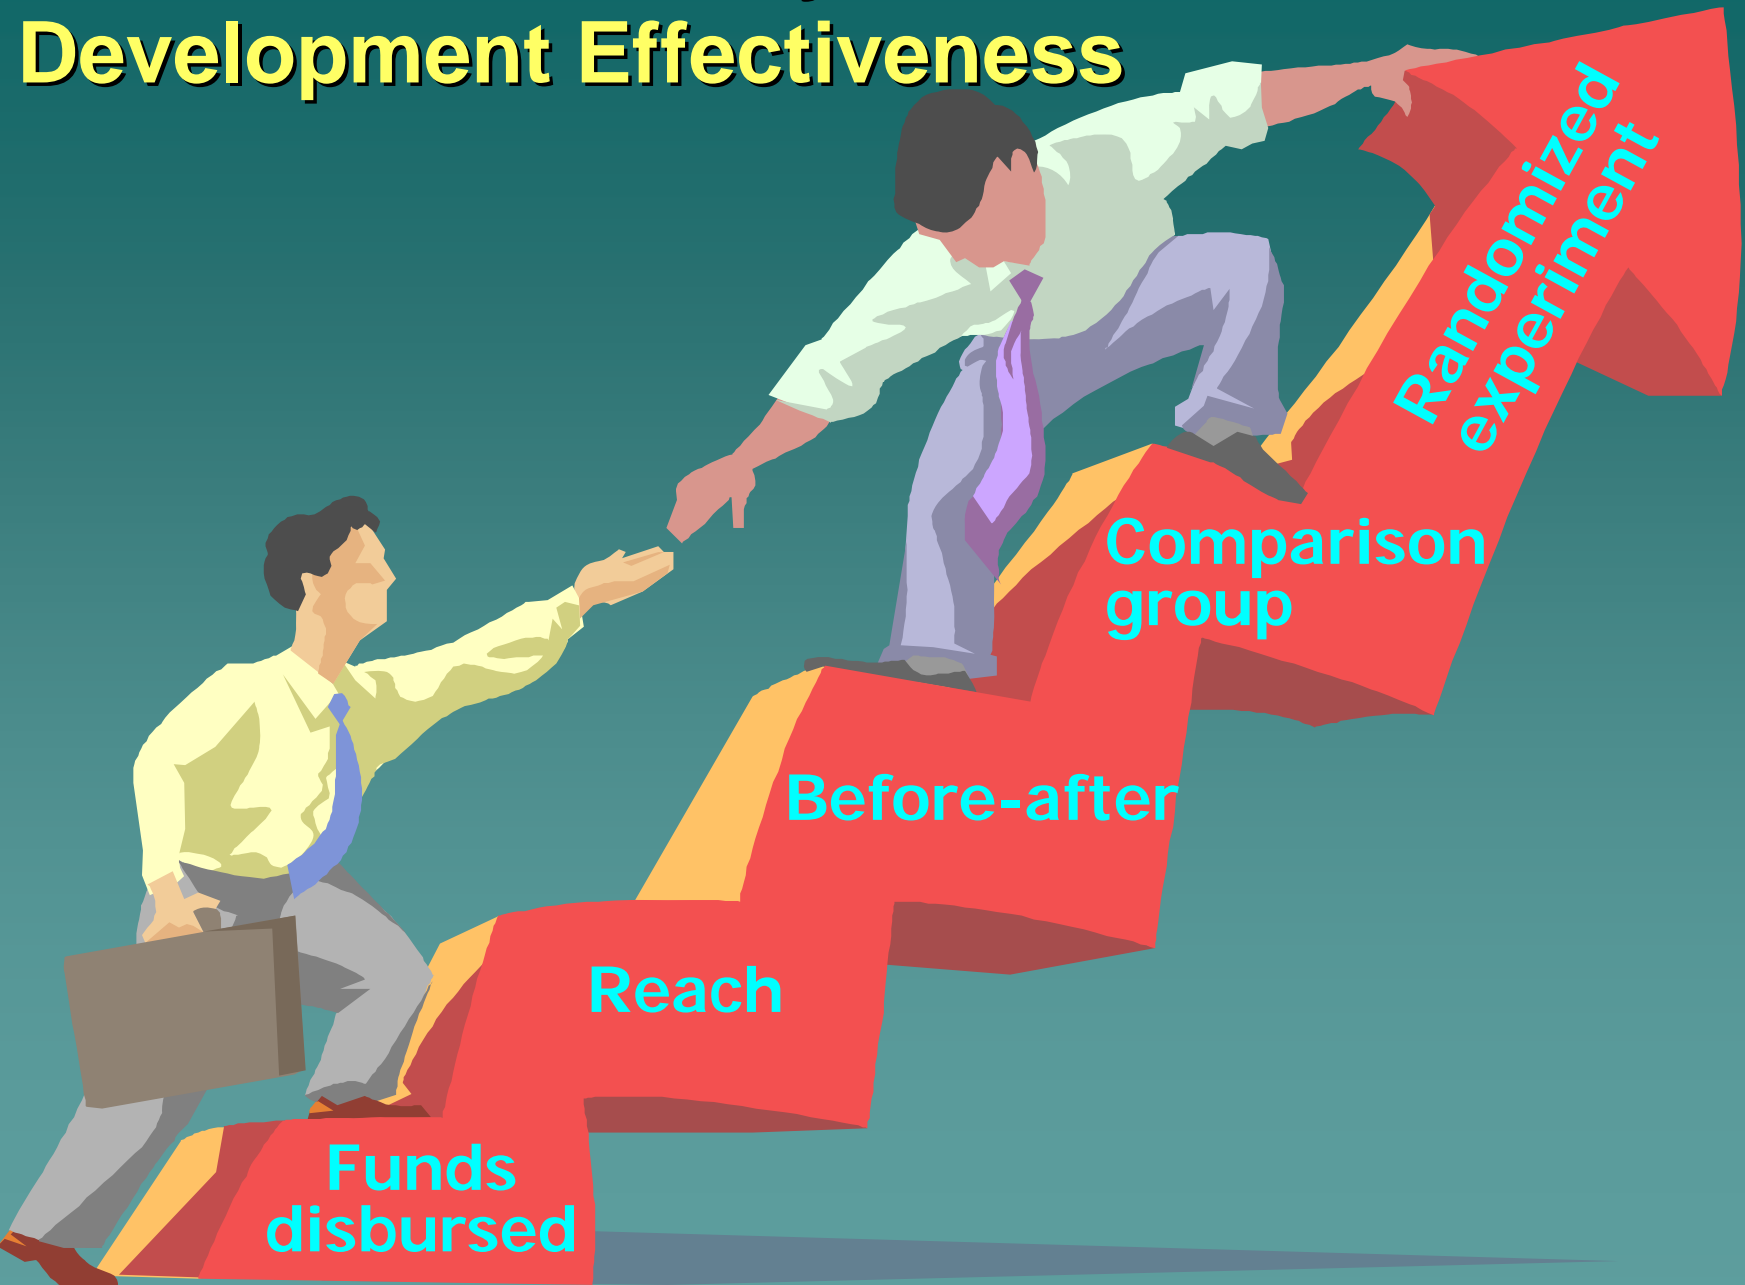 Development Effectiveness
Randomized
experiment
Comparison
group
Before-after
Reach
Funds
disbursed